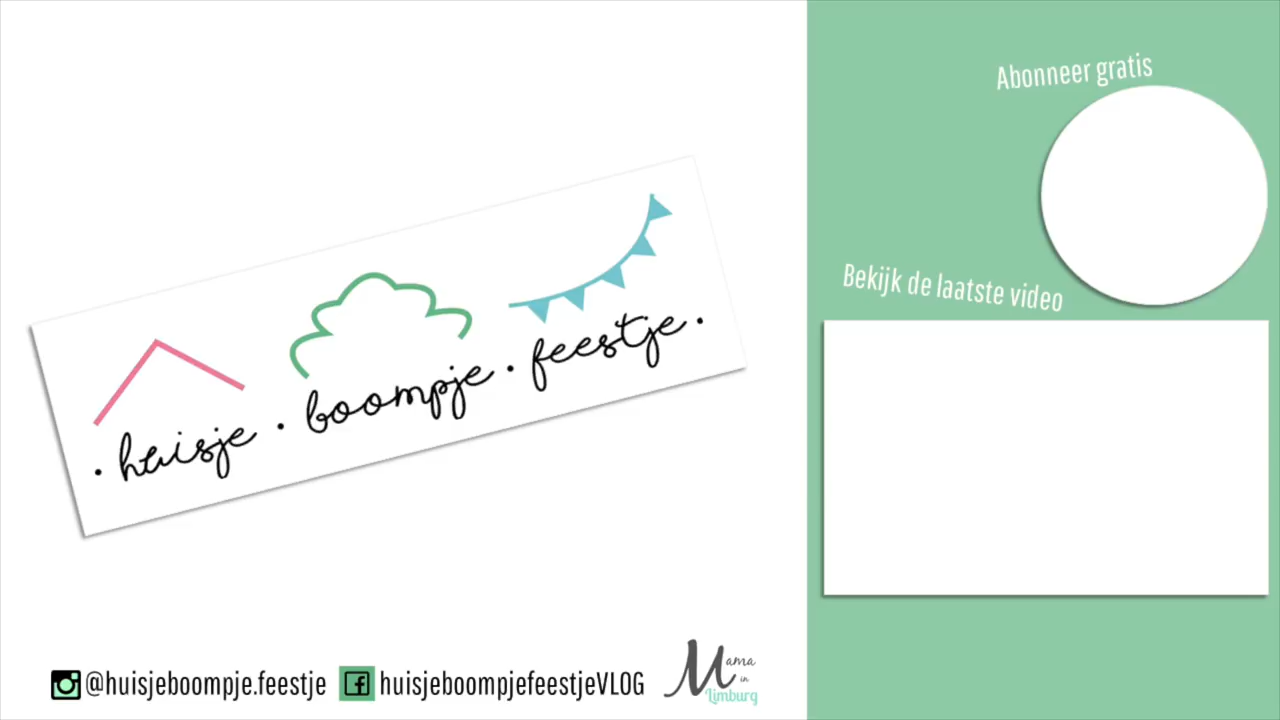 Abonneer gratis
Bekijk de laatste video
• huisje • boompje • feestje •
@huisjeboompje.feestje
huisjeboompjefeestjeVLOG
Mama
in
Limburg